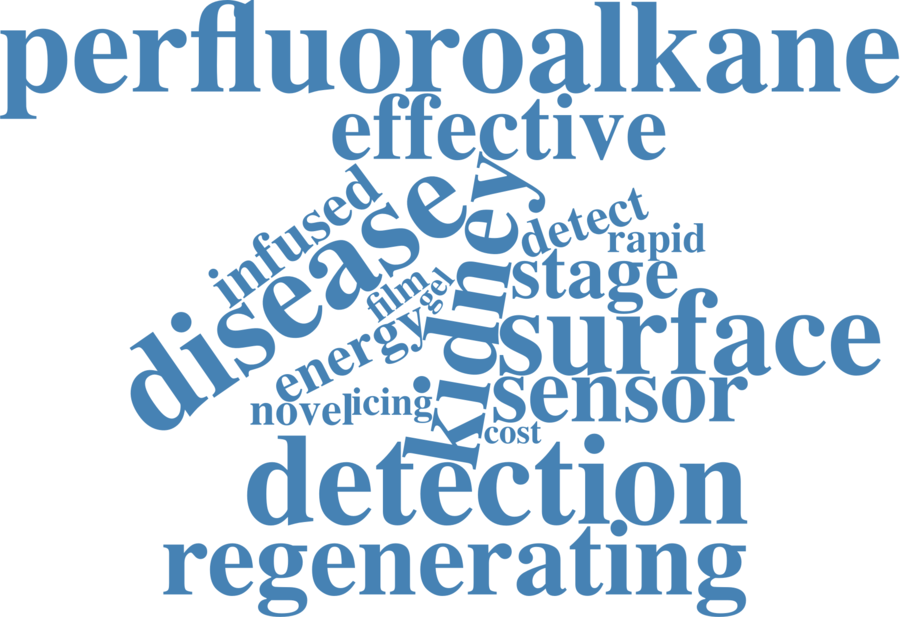 perfluoroalkane
effective
infused
disease
kidney
detect
rapid
stage
film
gel
energy
surface
sensor
novel
icing
cost
detection
regenerating